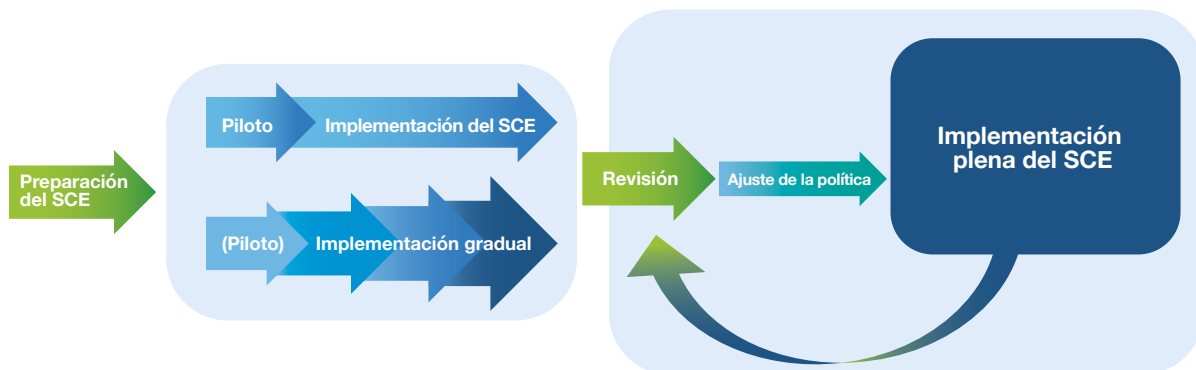 Preparación
del SCE
Piloto
Implementación del SCE
(Piloto)
Implementación gradual
Revisión
Ajuste de la política
Implementación
plena del SCE